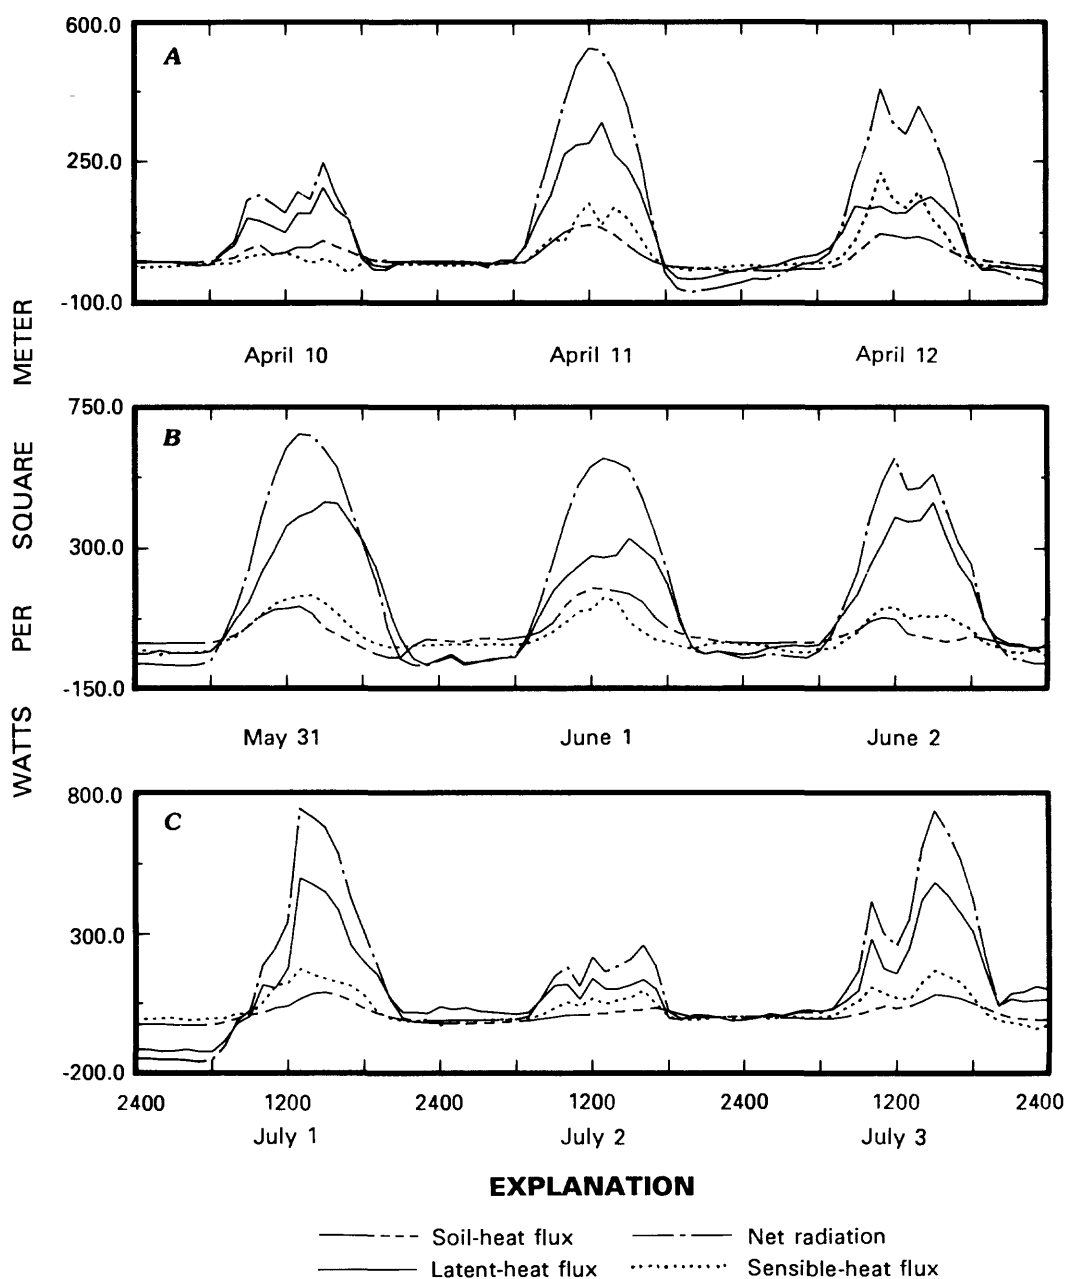 600.0
A
250.0
-100.0
April 10 April 11 April 12
WATTS PER SQUARE METER
750.0
B
300.0
-150.0
May 31 June 1 June 2
800.0
C
300.0
-200.0
2400 1200 2400 1200 2400 1200 2400
July 1 July 2 July 3
EXPLANATION
Soil-heat flux Net radiation
Latent-heat flux Sensible-heat flux